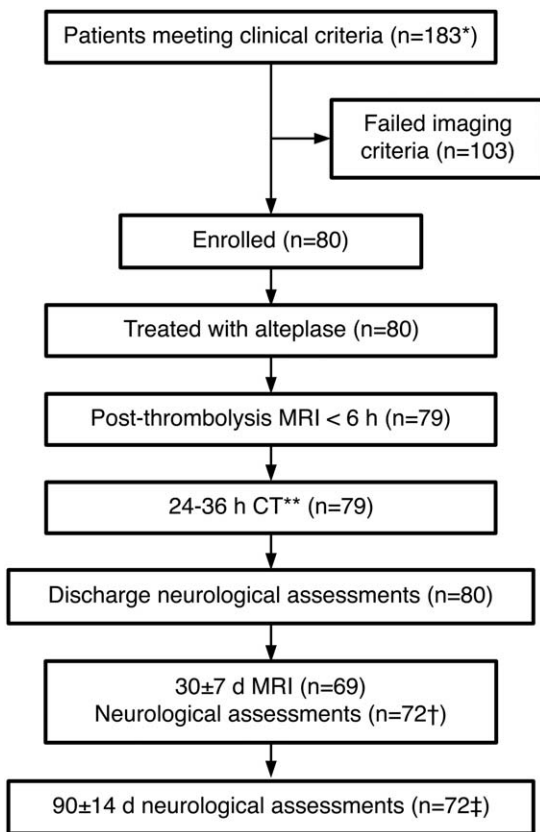 Patients meeting clinical criteria (n=183*)
Failed imaging
criteria (n=103)
Enrolled (n=80)
Treated with alteplase (n=80)
Post-thrombolysis MRI < 6 h (n=79)
24-36 h CT** (n=79)
Discharge neurological assessments (n=80)
30±7 d MRI (n=69)
Neurological assessments (n=72†)
90±14 d neurological assessments (n=72‡)